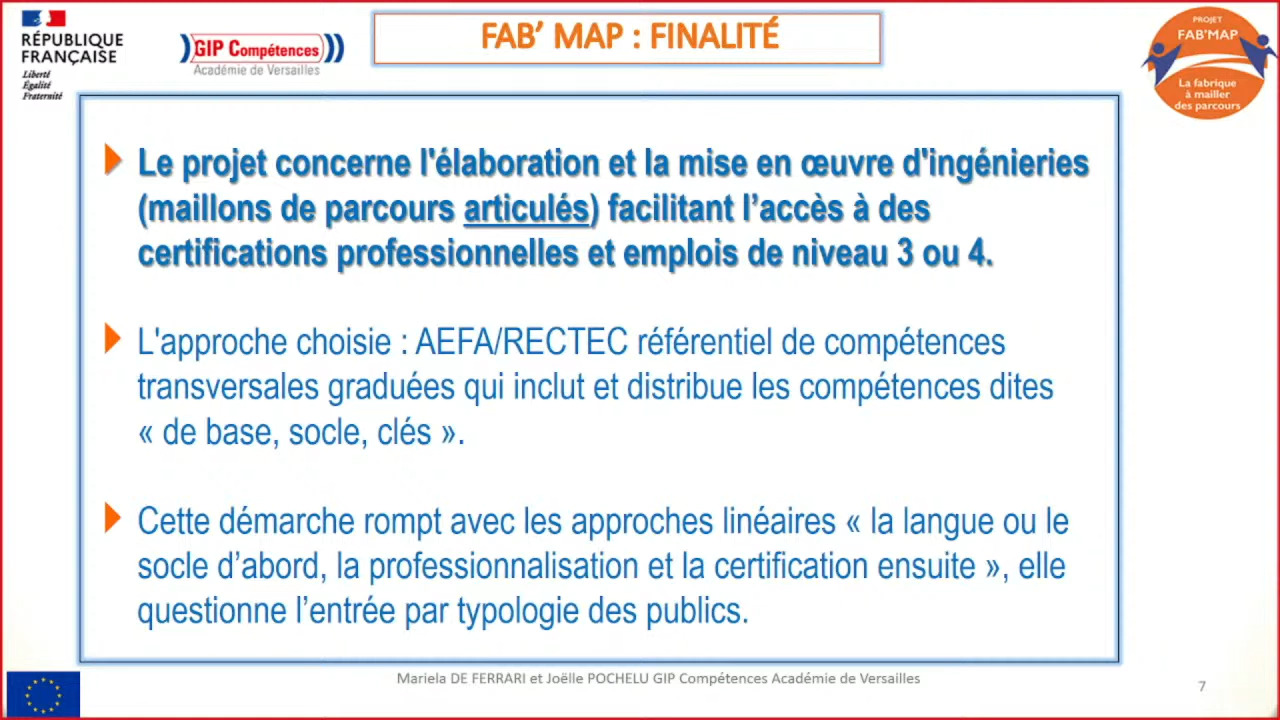 RÉPUBLIQUE
FRANÇAISE
Liberté
Égalité
Fraternité
GIP Compétences
Académie de Versailles
FAB’ MAP : FINALITÉ
PROJET
FAB'MAP
La fabrique
à mailler
des parcours
Le projet concerne l'élaboration et la mise en œuvre d'ingénieries
(maillons de parcours articulés) facilitant l’accès à des
certifications professionnelles et emplois de niveau 3 ou 4.
L'approche choisie : AEFA/RECTEC référentiel de compétences
transversales graduées qui inclut et distribue les compétences dites
« de base, socle, clés ».
Cette démarche rompt avec les approches linéaires « la langue ou le
socle d’abord, la professionnalisation et la certification ensuite », elle
questionne l’entrée par typologie des publics.
Mariela DE FERRARI et Joëlle POCHELU GIP Compétences Académie de Versailles
7